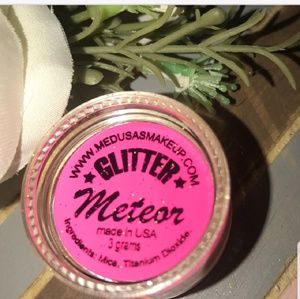 WWW.MEDUSASMAKEUP.COM
GLITTER
Meteor
made in USA
3 grams
Ingredients: Mica, Titanium Dioxide.